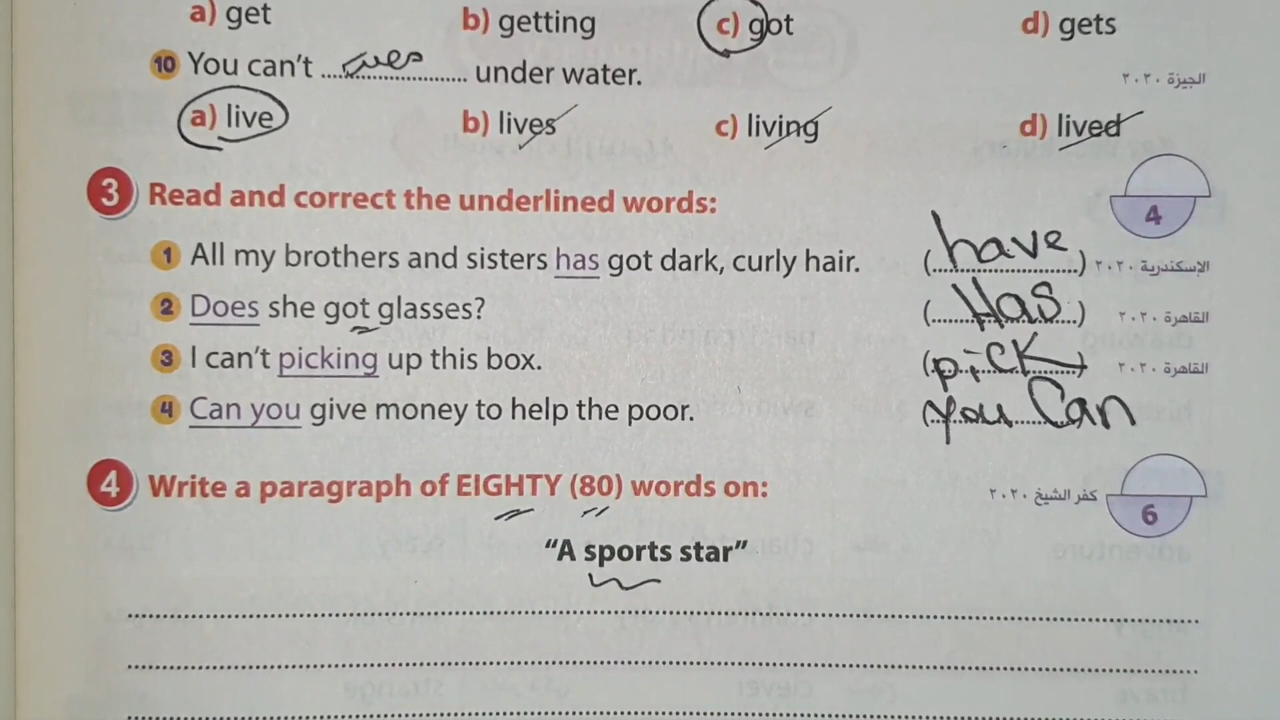 a) get b) getting c) got d) gets
10 You can't .................... under water. الجيزة ٢٠٢٠
a) live b) lives c) living d) lived
3 Read and correct the underlined words: 4
1 All my brothers and sisters has got dark, curly hair. (have) الإسكندرية ٢٠٢٠
2 Does she got glasses? (Has) القاهرة ٢٠٢٠
3 I can't picking up this box. (pick) القاهرة ٢٠٢٠
4 Can you give money to help the poor. (you Can
4 Write a paragraph of EIGHTY (80) words on: كفر الشيخ ٢٠٢٠ 6
"A sports star"